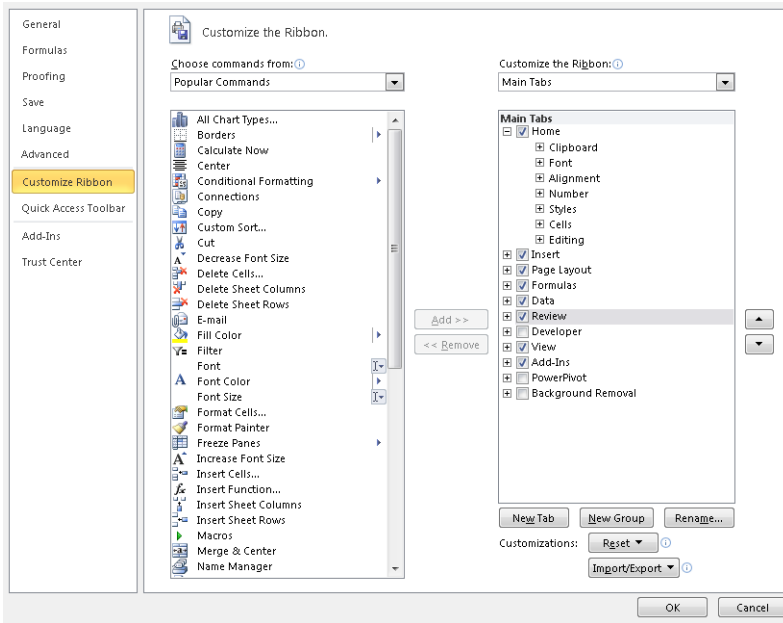 General
Formulas
Proofing
Save
Language
Advanced
Customize Ribbon
Quick Access Toolbar
Add-Ins
Trust Center
Customize the Ribbon.
Choose commands from:
Popular Commands
All Chart Types...
Borders
Calculate Now
Center
Conditional Formatting
Connections
Copy
Custom Sort...
Cut
Decrease Font Size
Delete Cells...
Delete Sheet Columns
Delete Sheet Rows
E-mail
Fill Color
Filter
Font
Font Color
Font Size
Format Cells...
Format Painter
Freeze Panes
Increase Font Size
Insert Cells...
Insert Function...
Insert Sheet Columns
Insert Sheet Rows
Macros
Merge & Center
Name Manager
Add >>
<< Remove
Customize the Ribbon:
Main Tabs
Main Tabs
Home
Clipboard
Font
Alignment
Number
Styles
Cells
Editing
Insert
Page Layout
Formulas
Data
Review
Developer
View
Add-Ins
PowerPivot
Background Removal
New Tab
New Group
Rename...
Customizations:
Reset
Import/Export
OK
Cancel